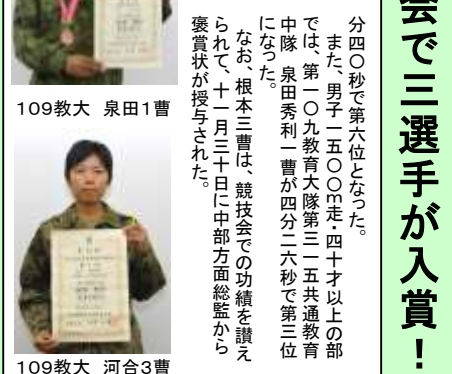 会で三選手が入賞！
分四〇秒で第六位となった。
また、男子一五〇〇ｍ走・四十才以上の部
では、第一〇九教育大隊第三一五共通教育
中隊　泉田秀利一曹が四分二六秒で第三位
になった。
なお、根本三曹は、競技会での功績を讃え
られて、十一月三十日に中部方面総監から
褒賞状が授与された。
109教大　泉田1曹
109教大　河合3曹